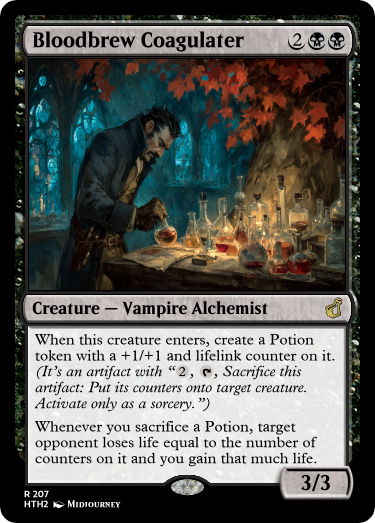 Bloodbrew Coagulater 2
Creature — Vampire Alchemist
When this creature enters, create a Potion
token with a +1/+1 and lifelink counter on it.
(It's an artifact with “2, , Sacrifice this
artifact: Put its counters onto target creature.
Activate only as a sorcery.”)
Whenever you sacrifice a Potion, target
opponent loses life equal to the number of
counters on it and you gain that much life.
3/3
R 207
HTH2 Midjourney